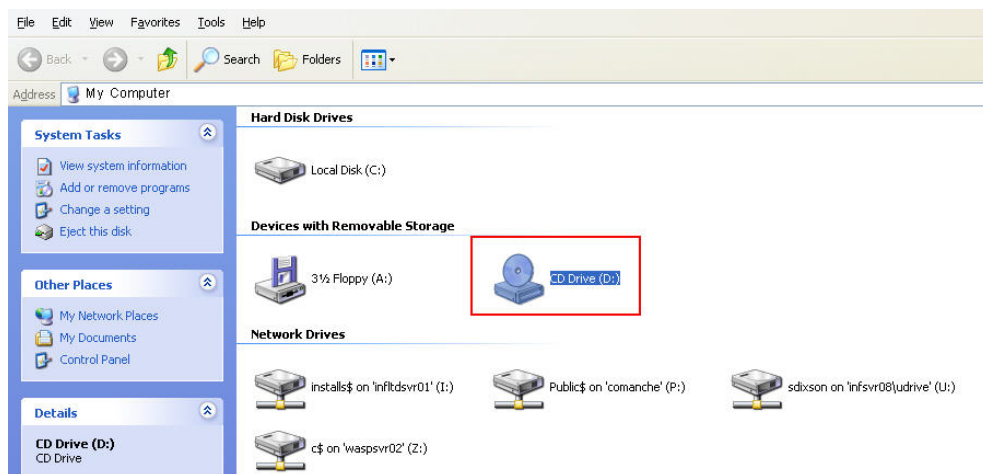 File Edit View Favorites Tools Help
Back Search Folders
Address My Computer
System Tasks
View system information
Add or remove programs
Change a setting
Eject this disk
Other Places
My Network Places
My Documents
Control Panel
Details
CD Drive (D:)
CD Drive
Hard Disk Drives
Local Disk (C:)
Devices with Removable Storage
3½ Floppy (A:) CD Drive (D:)
Network Drives
installs$ on 'infltdsvr01' (I:) Public$ on 'comanche' (P:) sdixson on 'infsvr08\udrive' (U:)
c$ on 'waspsvr02' (Z:)